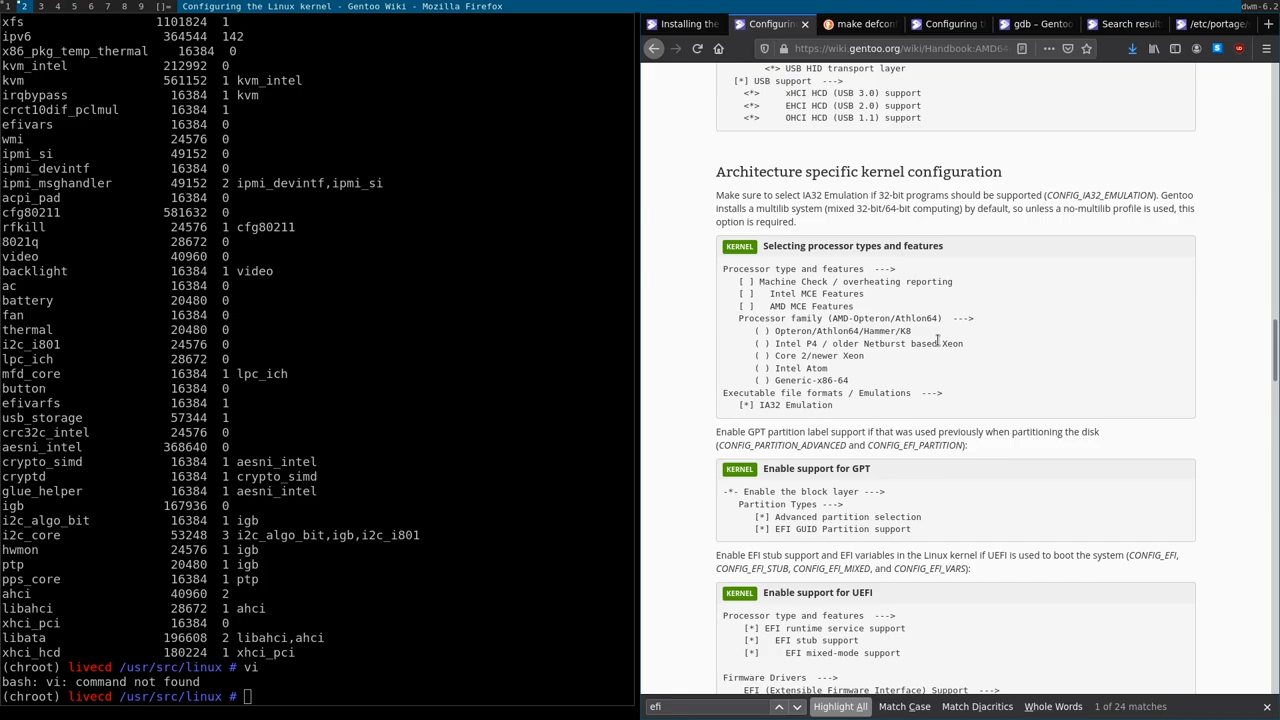 1 2 3 4 5 6 7 8 9 []= Configuring the Linux kernel - Gentoo Wiki - Mozilla Firefox dwm-6.2
xfs 1101824 1
ipv6 364544 142
x86_pkg_temp_thermal 16384 0
kvm_intel 212992 0
kvm 561152 1 kvm_intel
irqbypass 16384 1 kvm
crct10dif_pclmul 16384 1
efivars 16384 0
wmi 24576 0
ipmi_si 49152 0
ipmi_devintf 16384 0
ipmi_msghandler 49152 2 ipmi_devintf,ipmi_si
acpi_pad 16384 0
cfg80211 581632 0
rfkill 24576 1 cfg80211
8021q 28672 0
video 40960 0
backlight 16384 1 video
ac 16384 0
battery 20480 0
fan 16384 0
thermal 20480 0
i2c_i801 24576 0
lpc_ich 28672 0
mfd_core 16384 1 lpc_ich
button 16384 0
efivarfs 16384 1
usb_storage 57344 1
crc32c_intel 24576 0
aesni_intel 368640 0
crypto_simd 16384 1 aesni_intel
cryptd 16384 1 crypto_simd
glue_helper 16384 1 aesni_intel
igb 167936 0
i2c_algo_bit 16384 1 igb
i2c_core 53248 3 i2c_algo_bit,igb,i2c_i801
hwmon 24576 1 igb
ptp 20480 1 igb
pps_core 16384 1 ptp
ahci 40960 2
libahci 28672 1 ahci
xhci_pci 16384 0
libata 196608 2 libahci,ahci
xhci_hcd 180224 1 xhci_pci
(chroot) livecd /usr/src/linux # vi
bash: vi: command not found
(chroot) livecd /usr/src/linux #
Installing the Configurin make defconf Configuring t gdb – Gentoo Search result /etc/portage/
https://wiki.gentoo.org/wiki/Handbook:AMD64
<*> USB HID transport layer
[*] USB support --->
<*> xHCI HCD (USB 3.0) support
<*> EHCI HCD (USB 2.0) support
<*> OHCI HCD (USB 1.1) support
Architecture specific kernel configuration
Make sure to select IA32 Emulation if 32-bit programs should be supported (CONFIG_IA32_EMULATION). Gentoo
installs a multilib system (mixed 32-bit/64-bit computing) by default, so unless a no-multilib profile is used, this
option is required.
KERNEL Selecting processor types and features
Processor type and features --->
[ ] Machine Check / overheating reporting
[ ] Intel MCE Features
[ ] AMD MCE Features
Processor family (AMD-Opteron/Athlon64) --->
( ) Opteron/Athlon64/Hammer/K8
( ) Intel P4 / older Netburst based Xeon
( ) Core 2/newer Xeon
( ) Intel Atom
( ) Generic-x86-64
Executable file formats / Emulations --->
[*] IA32 Emulation
Enable GPT partition label support if that was used previously when partitioning the disk
(CONFIG_PARTITION_ADVANCED and CONFIG_EFI_PARTITION):
KERNEL Enable support for GPT
-*- Enable the block layer --->
Partition Types --->
[*] Advanced partition selection
[*] EFI GUID Partition support
Enable EFI stub support and EFI variables in the Linux kernel if UEFI is used to boot the system (CONFIG_EFI,
CONFIG_EFI_STUB, CONFIG_EFI_MIXED, and CONFIG_EFI_VARS):
KERNEL Enable support for UEFI
Processor type and features --->
[*] EFI runtime service support
[*] EFI stub support
[*] EFI mixed-mode support
Firmware Drivers --->
EFI (Extensible Firmware Interface) Support --->
efi Highlight All Match Case Match Diacritics Whole Words 1 of 24 matches